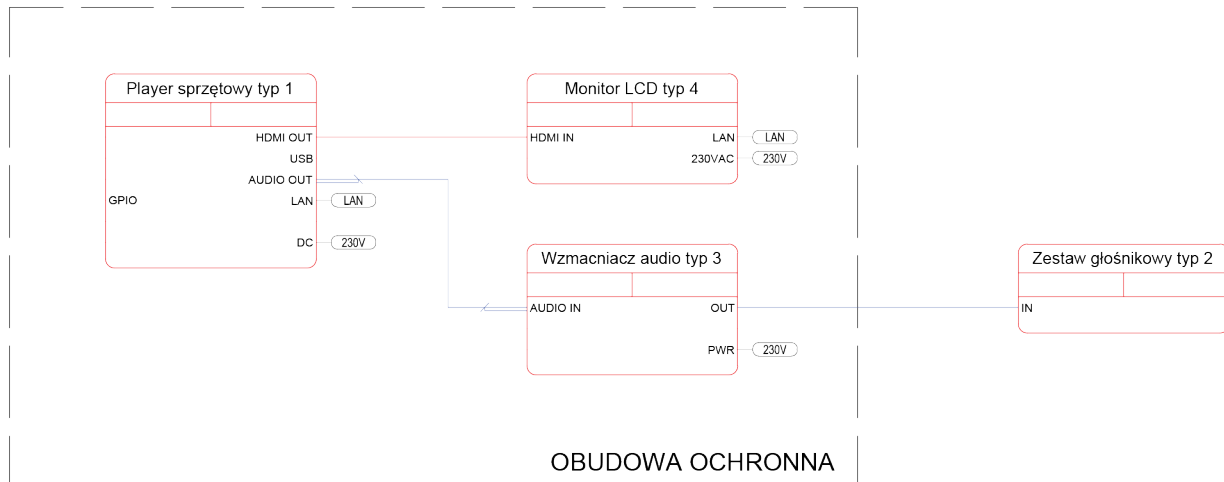 Player sprzętowy typ 1
HDMI OUT
USB
AUDIO OUT
GPIO
LAN
LAN
DC
230V
Monitor LCD typ 4
HDMI IN
LAN
LAN
230VAC
230V
Wzmacniacz audio typ 3
AUDIO IN
OUT
PWR
230V
Zestaw głośnikowy typ 2
IN
OBUDOWA OCHRONNA